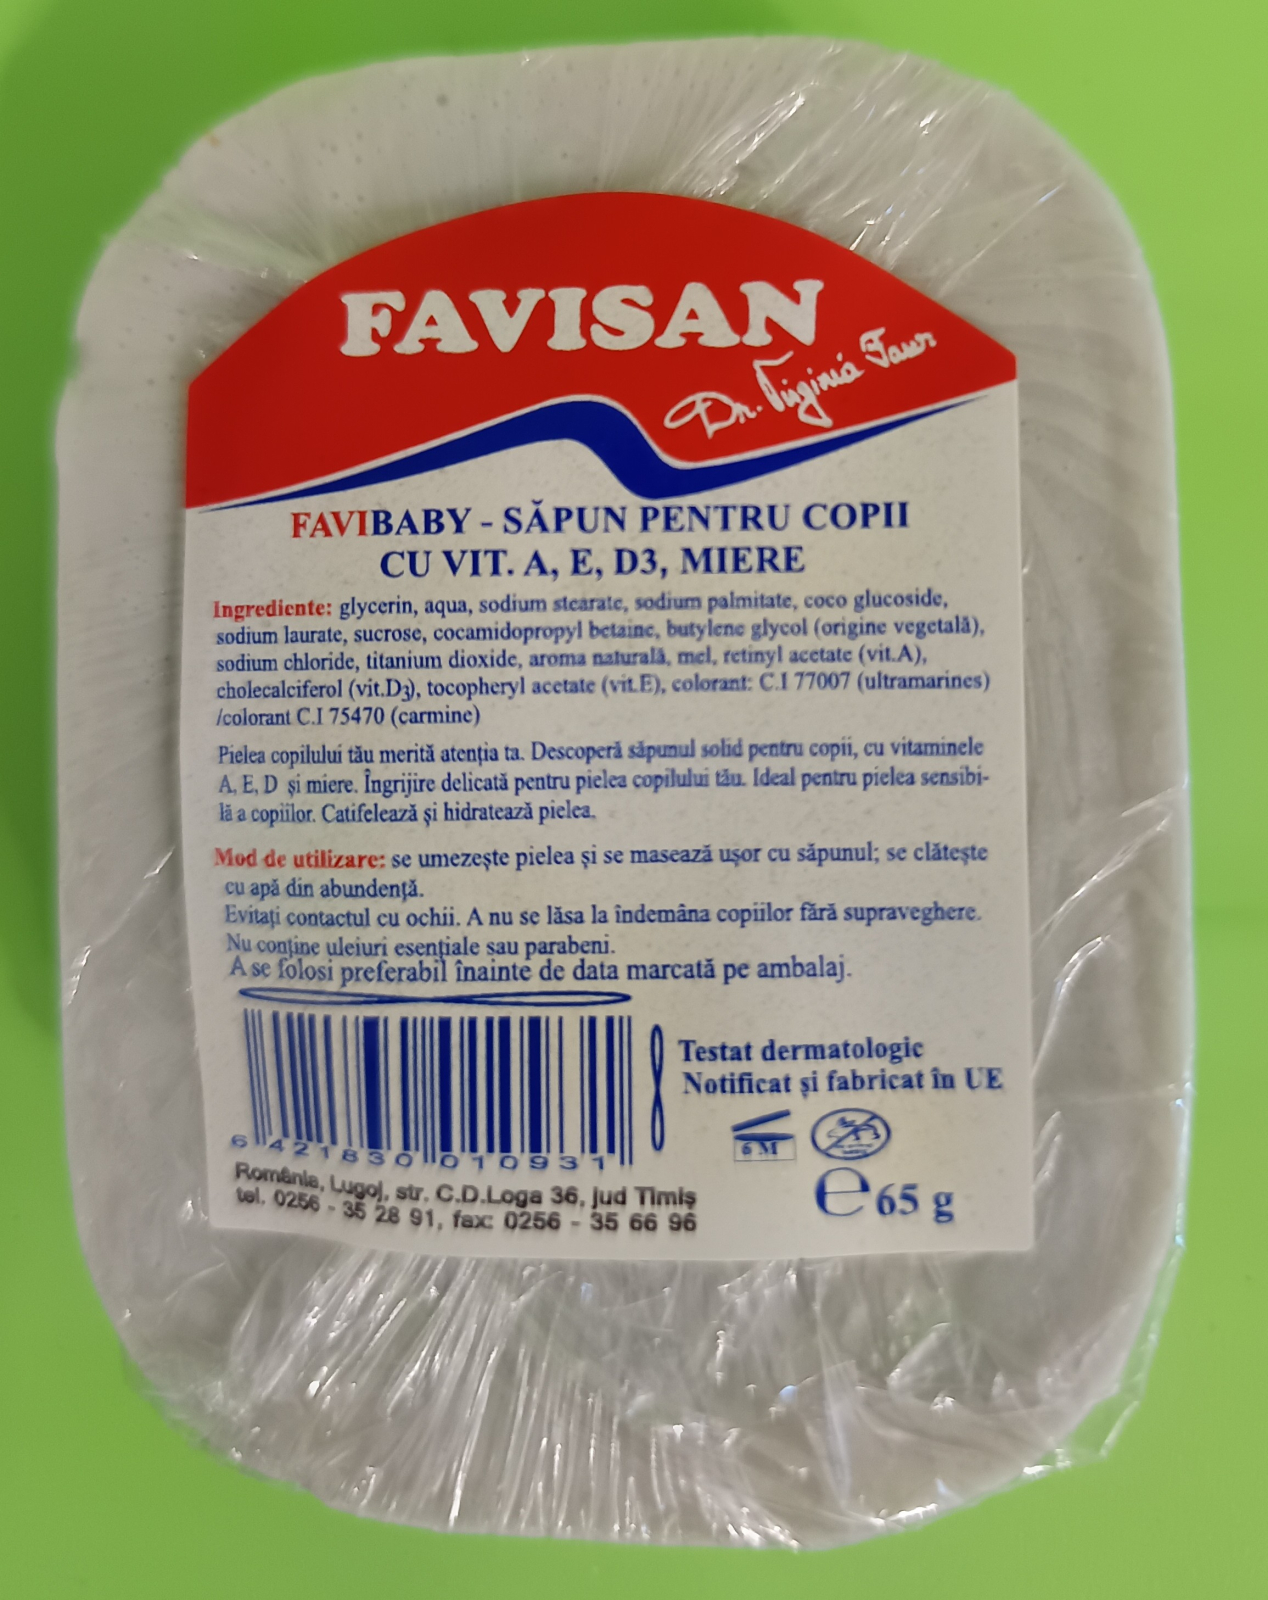 FAVISAN
Dr. Virginia Faur
FAVIBABY - SĂPUN PENTRU COPII
CU VIT. A, E, D3, MIERE
Ingrediente: glycerin, aqua, sodium stearate, sodium palmitate, coco glucoside,
sodium laurate, sucrose, cocamidopropyl betaine, butylene glycol (origine vegetală),
sodium chloride, titanium dioxide, aroma naturală, mel, retinyl acetate (vit.A),
cholecalciferol (vit.D3), tocopheryl acetate (vit.E), colorant: C.I 77007 (ultramarines)
/colorant C.I 75470 (carmine)
Pielea copilului tău merită atenția ta. Descoperă săpunul solid pentru copii, cu vitaminele
A, E, D și miere. Îngrijire delicată pentru pielea copilului tău. Ideal pentru pielea sensibi-
lă a copiilor. Catifelează și hidratează pielea.
Mod de utilizare: se umezește pielea și se masează ușor cu săpunul; se clătește
cu apă din abundență.
Evitați contactul cu ochii. A nu se lăsa la îndemâna copiilor fără supraveghere.
Nu conține uleiuri esențiale sau parabeni.
A se folosi preferabil înainte de data marcată pe ambalaj.
Testat dermatologic
Notificat și fabricat în UE
6 M
6 421830 010931
România, Lugoj, str. C.D.Loga 36, jud Timiș
tel. 0256 - 35 28 91, fax: 0256 - 35 66 96
e 65 g